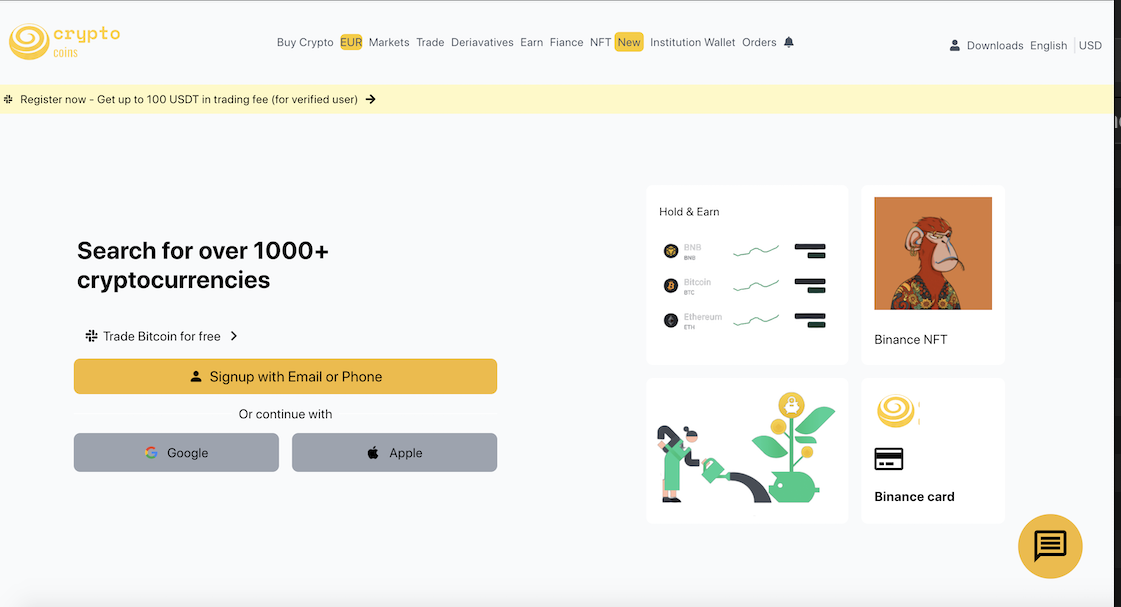 crypto
coins
Buy Crypto EUR Markets Trade Deriavatives Earn Fiance NFT New Institution Wallet Orders
Downloads English USD
Register now - Get up to 100 USDT in trading fee (for verified user)
Search for over 1000+
cryptocurrencies
Trade Bitcoin for free
Signup with Email or Phone
Or continue with
Google
Apple
Hold & Earn
BNB
BNB
Bitcoin
BTC
Ethereum
ETH
Binance NFT
Binance card